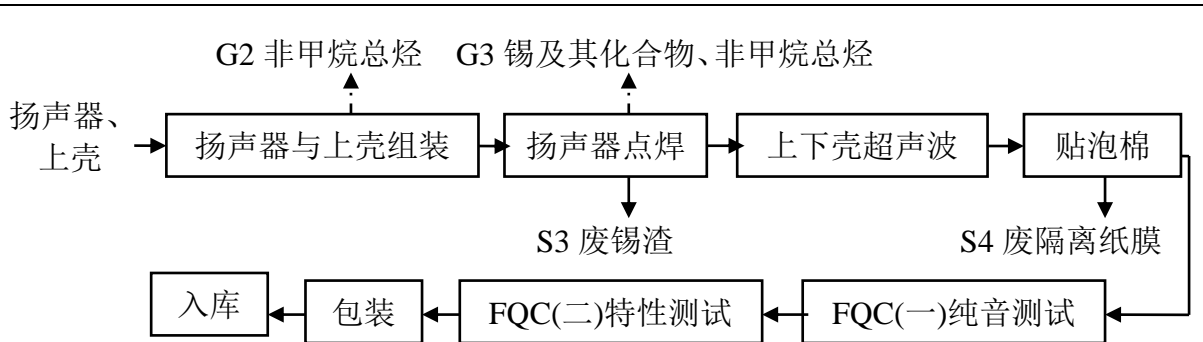 G2 非甲烷总烃
G3 锡及其化合物、非甲烷总烃
扬声器、
上壳
扬声器与上壳组装
扬声器点焊
上下壳超声波
贴泡棉
S3 废锡渣
S4 废隔离纸膜
入库
包装
FQC(二)特性测试
FQC(一)纯音测试